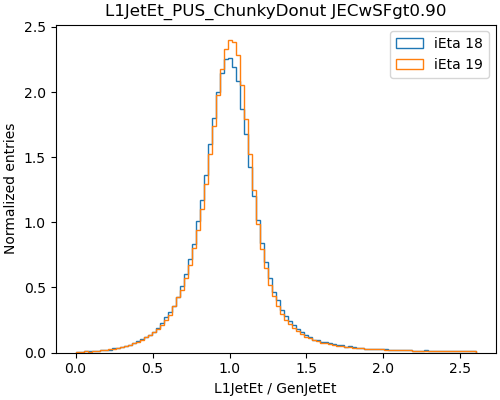 L1JetEt_PUS_ChunkyDonut JECwSFgt0.90
iEta 18
iEta 19
Normalized entries
2.5
2.0
1.5
1.0
0.5
0.0
0.0 0.5 1.0 1.5 2.0 2.5
L1JetEt / GenJetEt